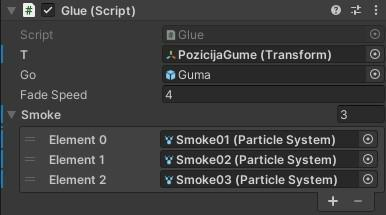 Glue (Script)
Script Glue
T PozicijaGume (Transform)
Go Guma
Fade Speed 4
Smoke 3
Element 0 Smoke01 (Particle System)
Element 1 Smoke02 (Particle System)
Element 2 Smoke03 (Particle System)
+ −